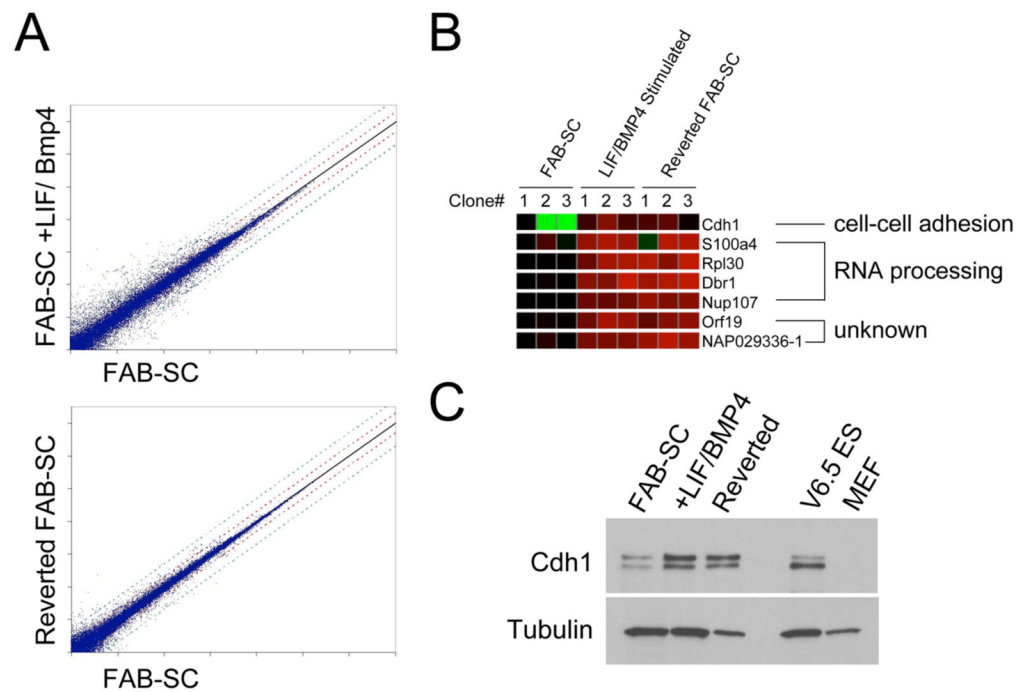 A
FAB-SC +LIF/ Bmp4
FAB-SC
Reverted FAB-SC
FAB-SC
B
FAB-SC
LIF/BMP4 Stimulated
Reverted FAB-SC
Clone# 1 2 3 1 2 3 1 2 3
Cdh1
S100a4
Rpl30
Dbr1
Nup107
Orf19
NAP029336-1
cell-cell adhesion
RNA processing
unknown
C
FAB-SC
+LIF/BMP4
Reverted
V6.5 ES
MEF
Cdh1
Tubulin